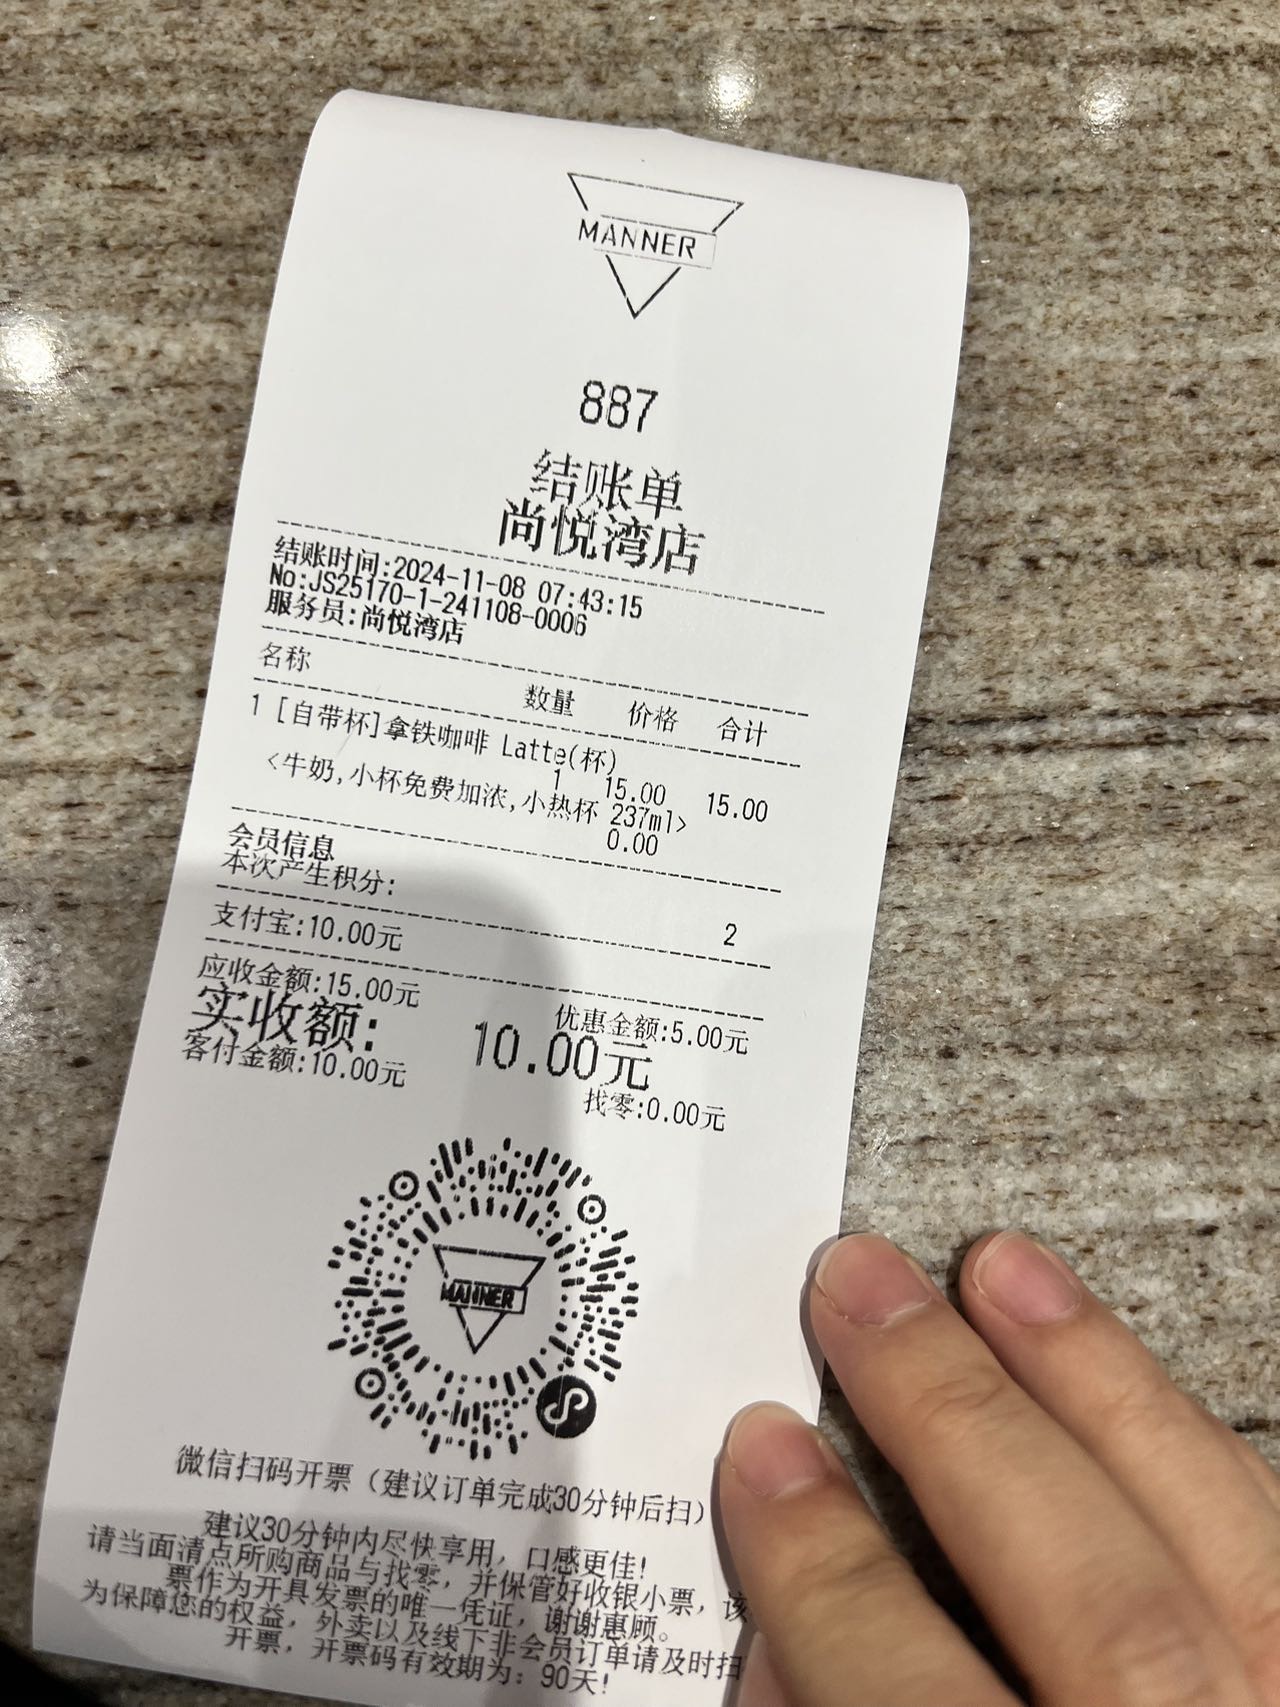 MANNER
887
结账单
尚悦湾店
结账时间:2024-11-08 07:43:15
No:JS25170-1-241108-0006
服务员:尚悦湾店
名称 数量 价格 合计
1 [自带杯]拿铁咖啡 Latte(杯)
1 15.00 15.00
<牛奶,小杯免费加浓,小热杯 237ml>
0.00
会员信息
本次产生积分: 2
支付宝:10.00元
应收金额:15.00元 优惠金额:5.00元
实收额: 10.00元
客付金额:10.00元 找零:0.00元
MANNER
微信扫码开票（建议订单完成30分钟后扫）
建议30分钟内尽快享用，口感更佳!
请当面清点所购商品与找零，并保管好收银小票，该
票作为开具发票的唯一凭证，谢谢惠顾。
为保障您的权益，外卖以及线下非会员订单请及时扫
开票，开票码有效期为：90天!